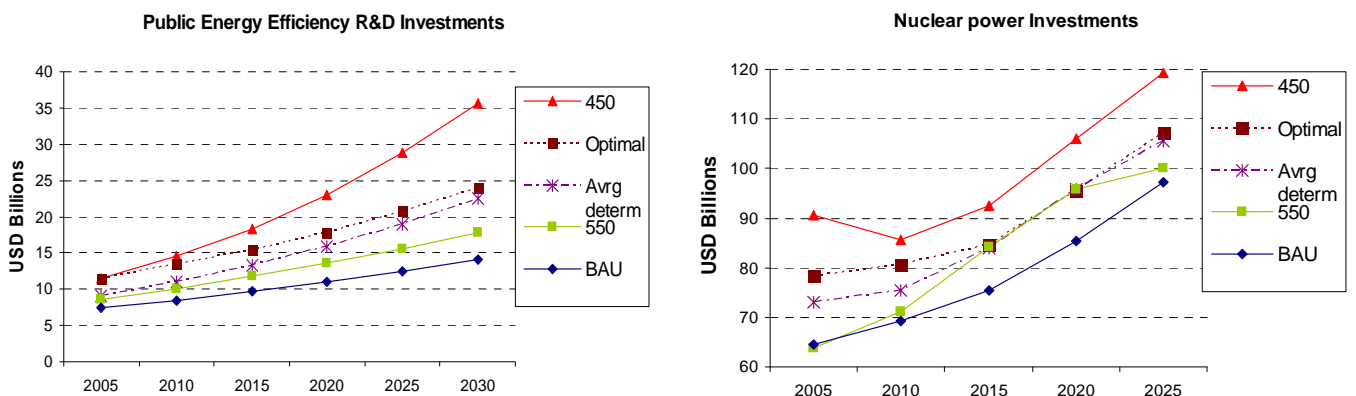 Public Energy Efficiency R&D Investments
USD Billions
40
35
30
25
20
15
10
5
0
2005 2010 2015 2020 2025 2030
450
Optimal
Avrg
determ
550
BAU
Nuclear power Investments
USD Billions
120
110
100
90
80
70
60
2005 2010 2015 2020 2025
450
Optimal
Avrg
determ
550
BAU